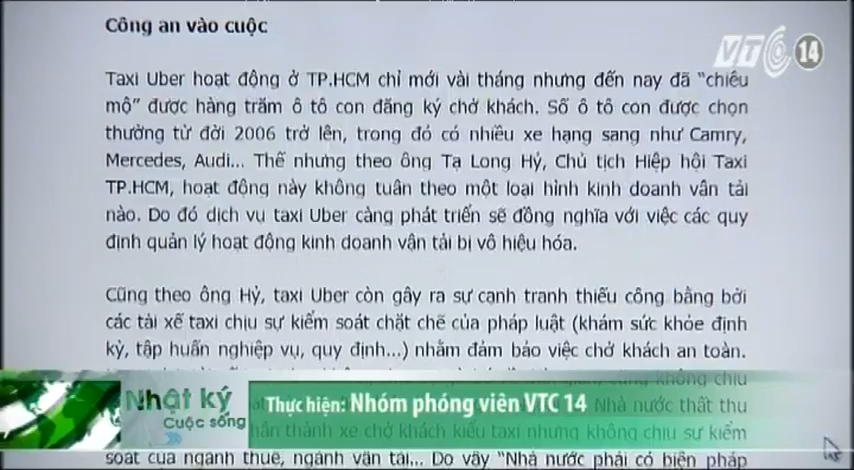 Công an vào cuộc
VTC 14
Taxi Uber hoạt động ở TP.HCM chỉ mới vài tháng nhưng đến nay đã "chiêu
mộ" được hàng trăm ô tô con đăng ký chở khách. Số ô tô con được chọn
thường từ đời 2006 trở lên, trong đó có nhiều xe hạng sang như Camry,
Mercedes, Audi... Thế nhưng theo ông Tạ Long Hỷ, Chủ tịch Hiệp hội Taxi
TP.HCM, hoạt động này không tuân theo một loại hình kinh doanh vận tải
nào. Do đó dịch vụ taxi Uber càng phát triển sẽ đồng nghĩa với việc các quy
định quản lý hoạt động kinh doanh vận tải bị vô hiệu hóa.
Cũng theo ông Hỷ, taxi Uber còn gây ra sự cạnh tranh thiếu công bằng bởi
các tài xế taxi chịu sự kiểm soát chặt chẽ của pháp luật (khám sức khỏe định
kỳ, tập huấn nghiệp vụ, quy định...) nhằm đảm bảo việc chở khách an toàn.
không chịu
Nhật ký
Cuộc sống
Thực hiện: Nhóm phóng viên VTC 14
Nhà nước thất thu
thành xe chở khách kiểu taxi nhưng không chịu sự kiểm
soát của ngành thuế, ngành vận tải... Do vậy "Nhà nước phải có biện pháp